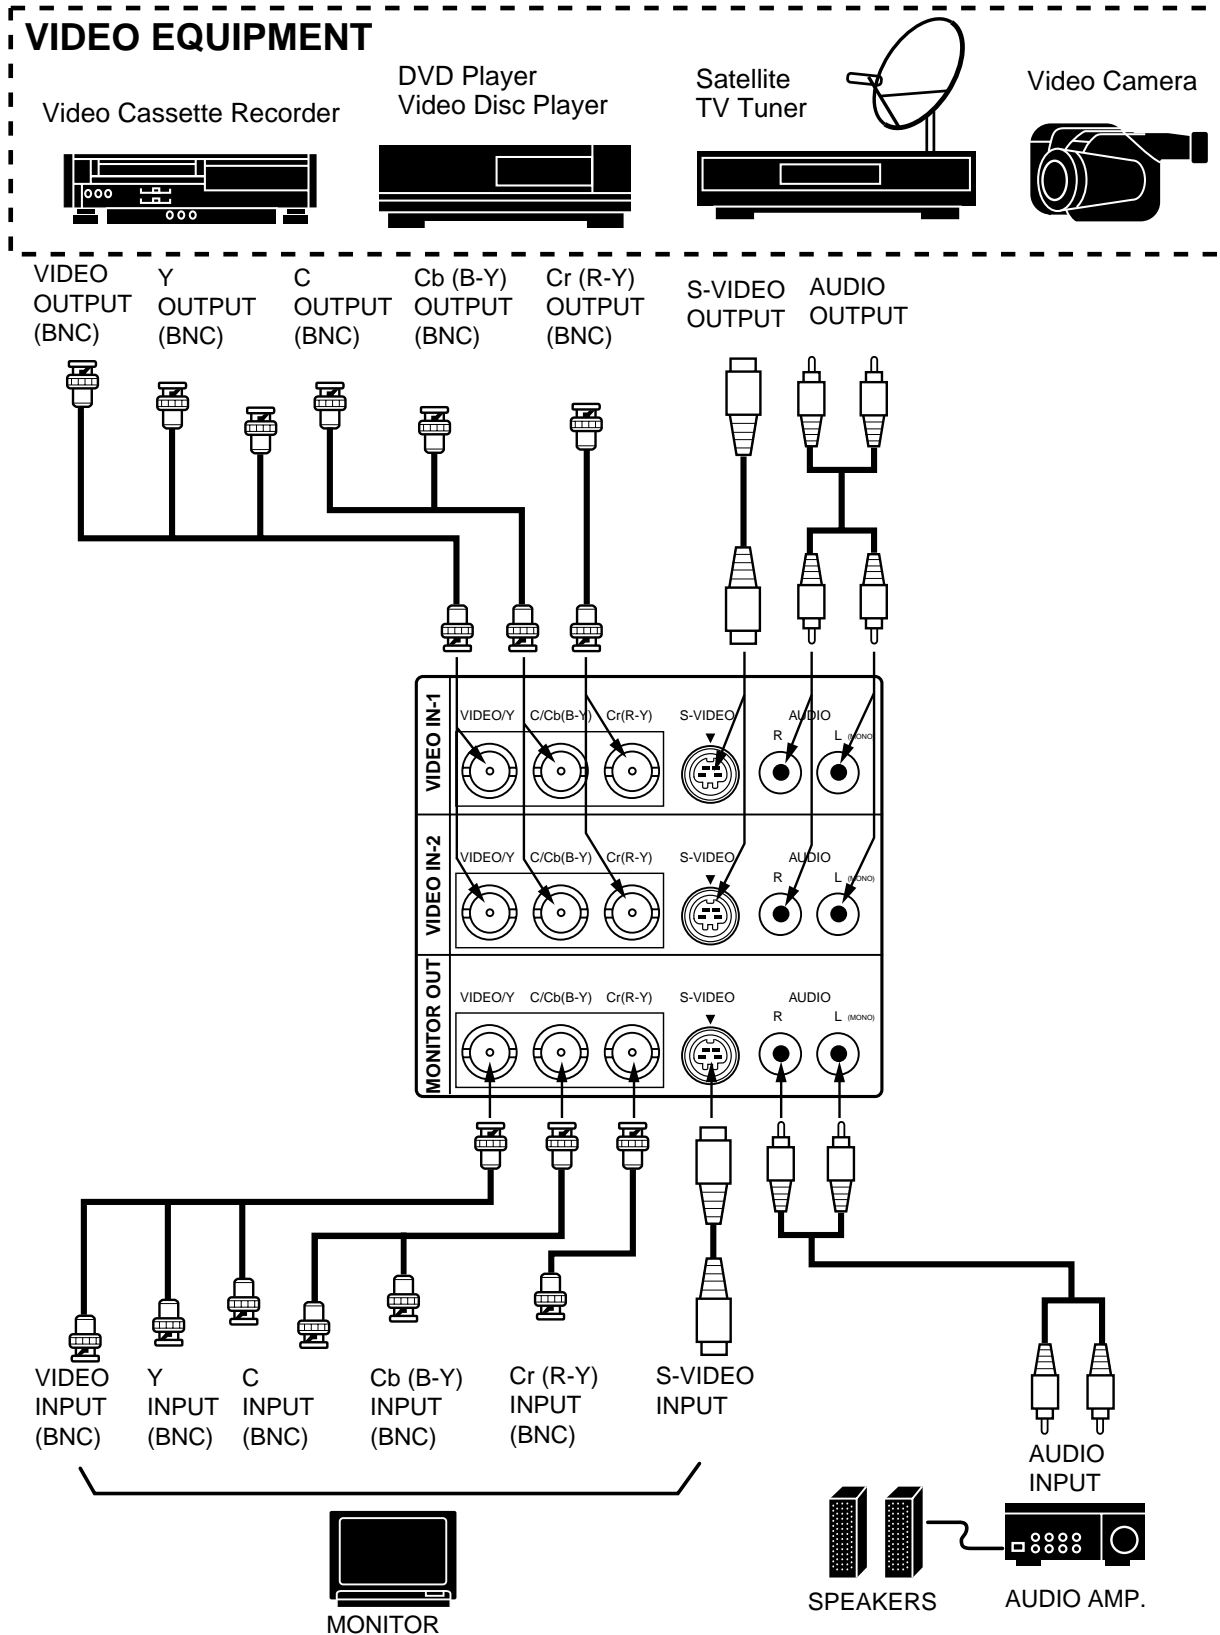 VIDEO EQUIPMENT
Video Cassette Recorder
DVD Player
Video Disc Player
Satellite
TV Tuner
Video Camera
VIDEO
OUTPUT
(BNC)
Y
OUTPUT
(BNC)
C
OUTPUT
(BNC)
Cb (B-Y)
OUTPUT
(BNC)
Cr (R-Y)
OUTPUT
(BNC)
S-VIDEO
OUTPUT
AUDIO
OUTPUT
VIDEO IN-1
VIDEO/Y C/Cb(B-Y) Cr(R-Y) S-VIDEO AUDIO
R L (MONO)
VIDEO IN-2
VIDEO/Y C/Cb(B-Y) Cr(R-Y) S-VIDEO AUDIO
R L (MONO)
MONITOR OUT
VIDEO/Y C/Cb(B-Y) Cr(R-Y) S-VIDEO AUDIO
R L (MONO)
VIDEO
INPUT
(BNC)
Y
INPUT
(BNC)
C
INPUT
(BNC)
Cb (B-Y)
INPUT
(BNC)
Cr (R-Y)
INPUT
(BNC)
S-VIDEO
INPUT
AUDIO
INPUT
MONITOR
SPEAKERS
AUDIO AMP.